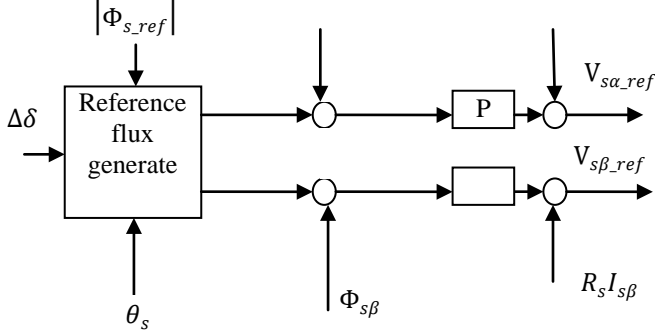 |Φs_ref|
Δδ
Reference
flux
generate
P
Vsα_ref
Vsβ_ref
θs
Φsβ
RsIsβ